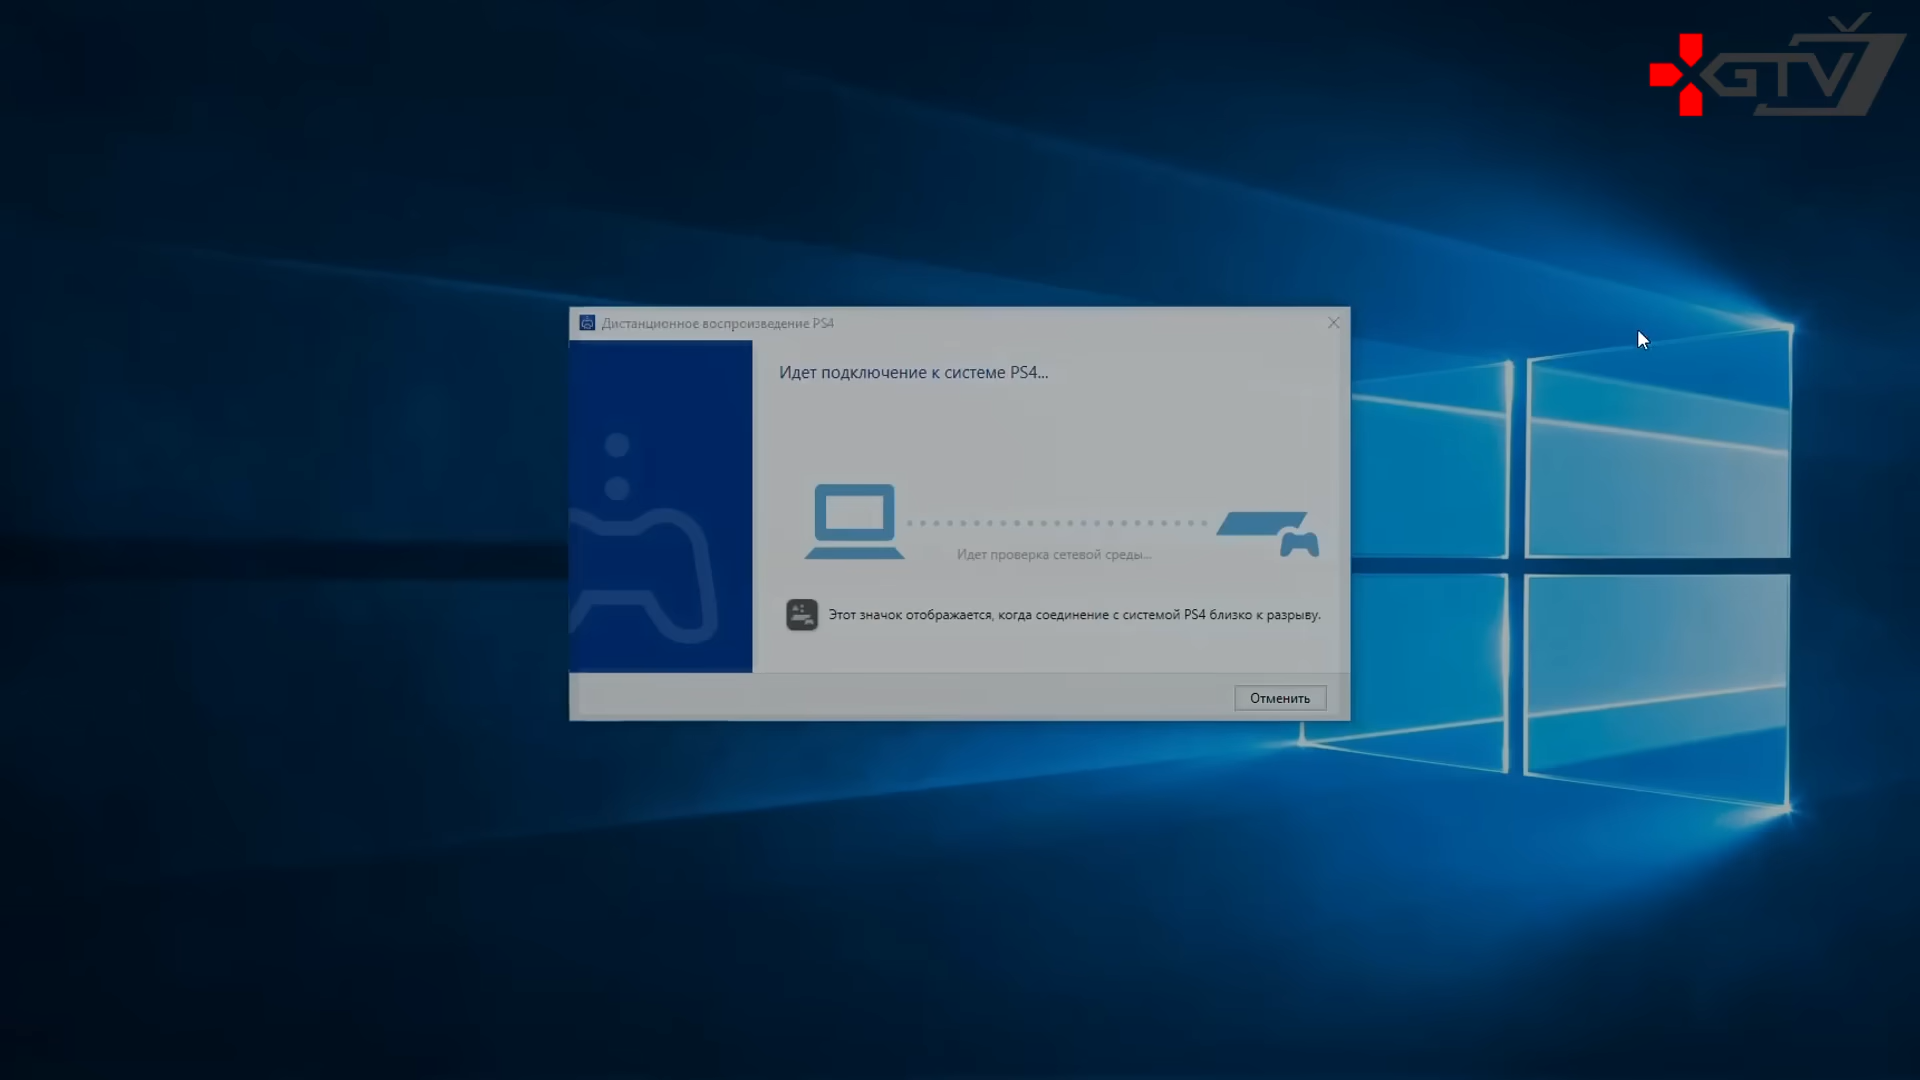 GTV
Дистанционное воспроизведение PS4
Идет подключение к системе PS4...
Идет проверка сетевой среды...
Этот значок отображается, когда соединение с системой PS4 близко к разрыву.
Отменить